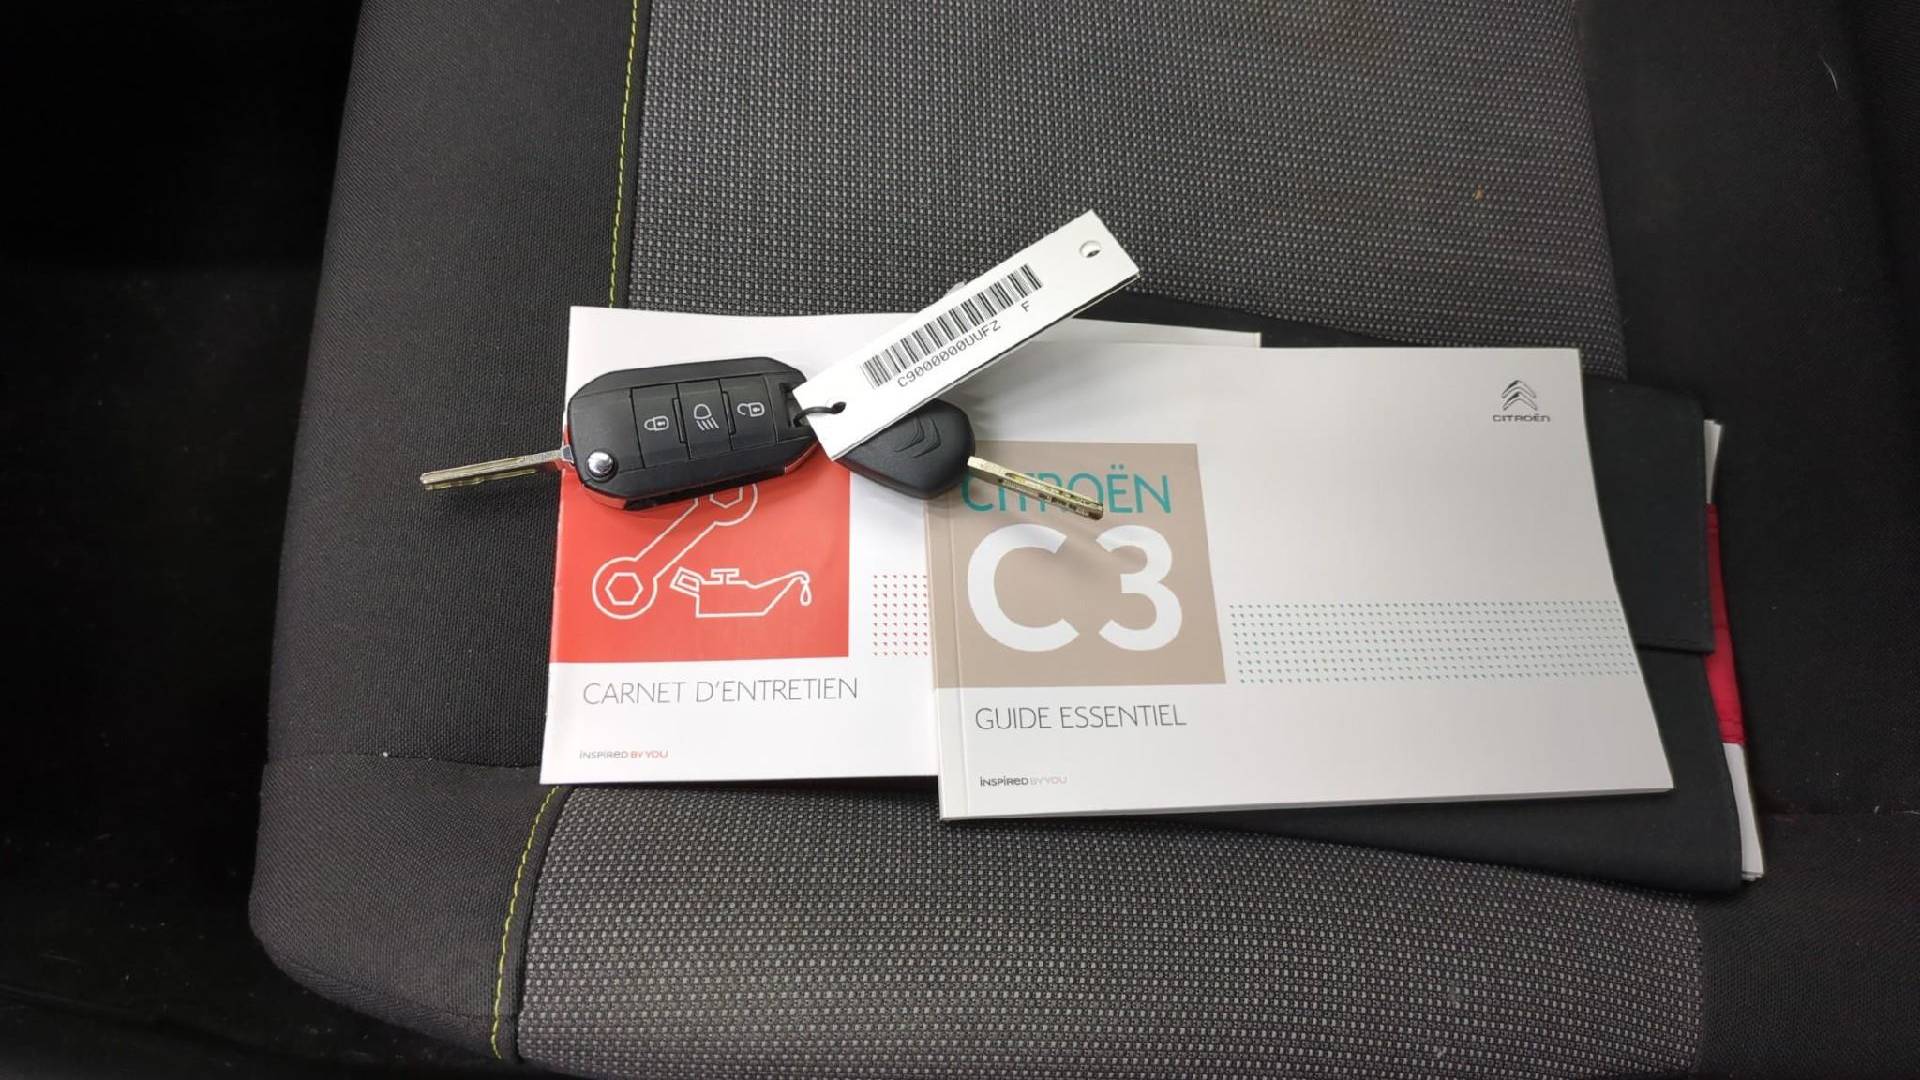 C9000000UUFZ F
CITROËN
CITROËN
C3
CARNET D'ENTRETIEN
GUIDE ESSENTIEL
INSPIRED BY YOU
INSPIRED BY YOU